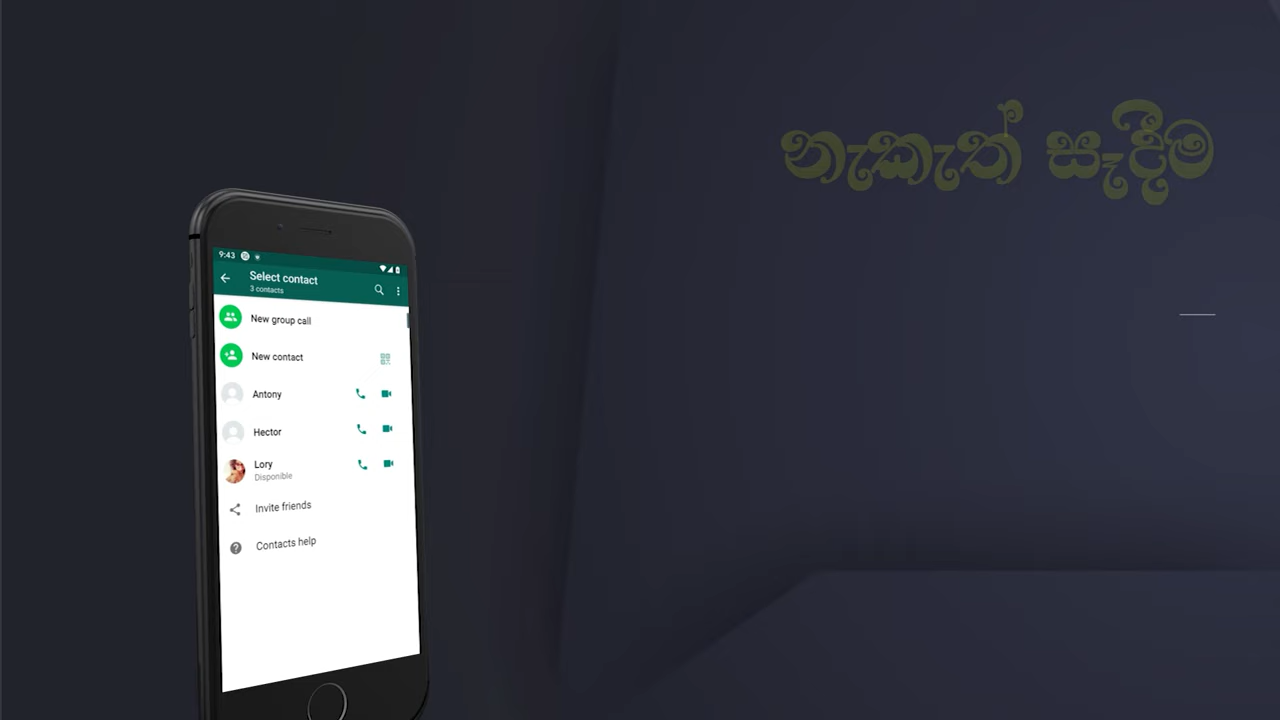 නැකැත් සෑදීම
9:43
Select contact
3 contacts
New group call
New contact
Antony
Hector
Lory
Disponible
Invite friends
Contacts help